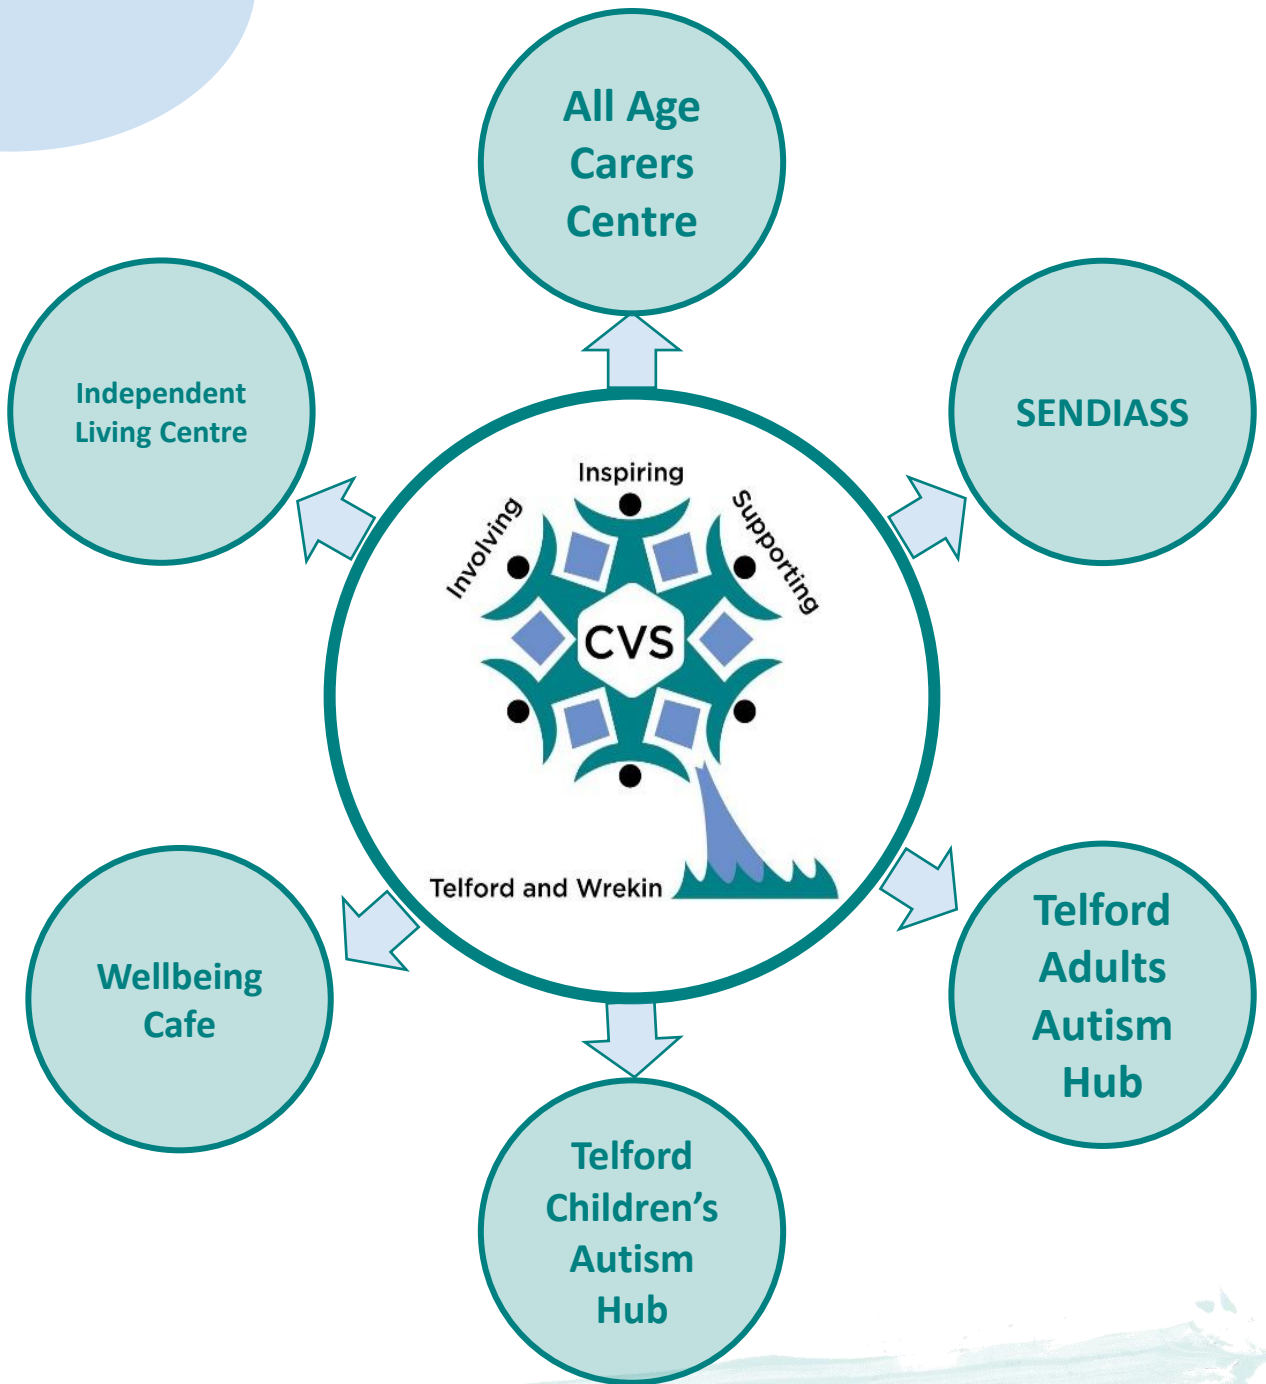 All Age
Carers
Centre
Independent
Living Centre
SENDIASS
Inspiring
Involving
Supporting
CVS
Telford and Wrekin
Wellbeing
Cafe
Telford
Adults
Autism
Hub
Telford
Children’s
Autism
Hub